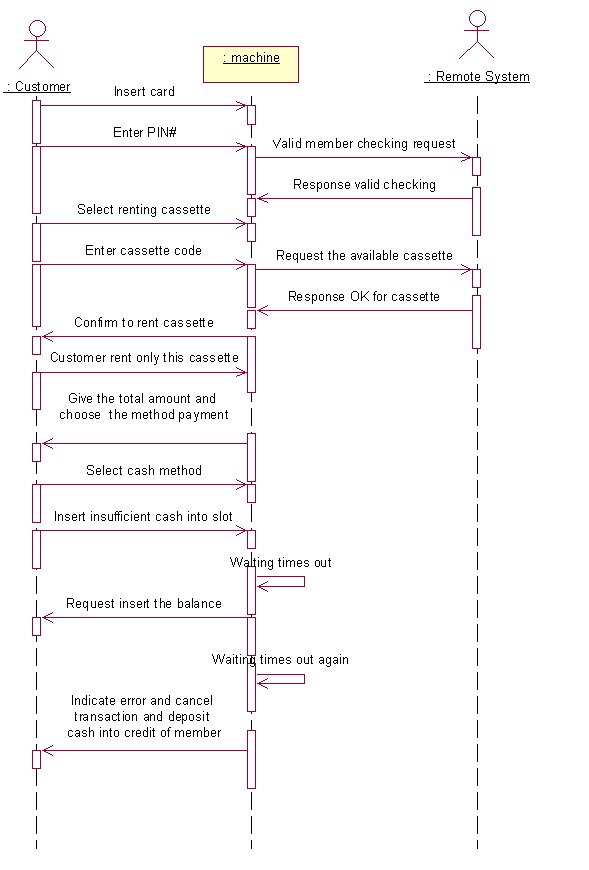 : machine
: Customer
: Remote System
Insert card
Enter PIN#
Valid member checking request
Response valid checking
Select renting cassette
Enter cassette code
Request the available cassette
Response OK for cassette
Confirm to rent cassette
Customer rent only this cassette
Give the total amount and
choose the method payment
Select cash method
Insert insufficient cash into slot
Waiting times out
Request insert the balance
Waiting times out again
Indicate error and cancel
transaction and deposit
cash into credit of member